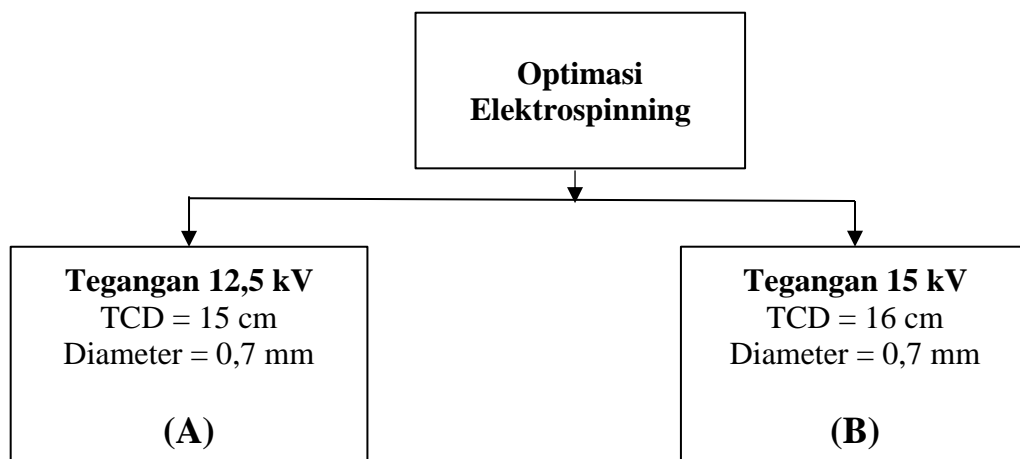 Optimasi
Elektrospinning
Tegangan 12,5 kV
TCD = 15 cm
Diameter = 0,7 mm
(A)
Tegangan 15 kV
TCD = 16 cm
Diameter = 0,7 mm
(B)